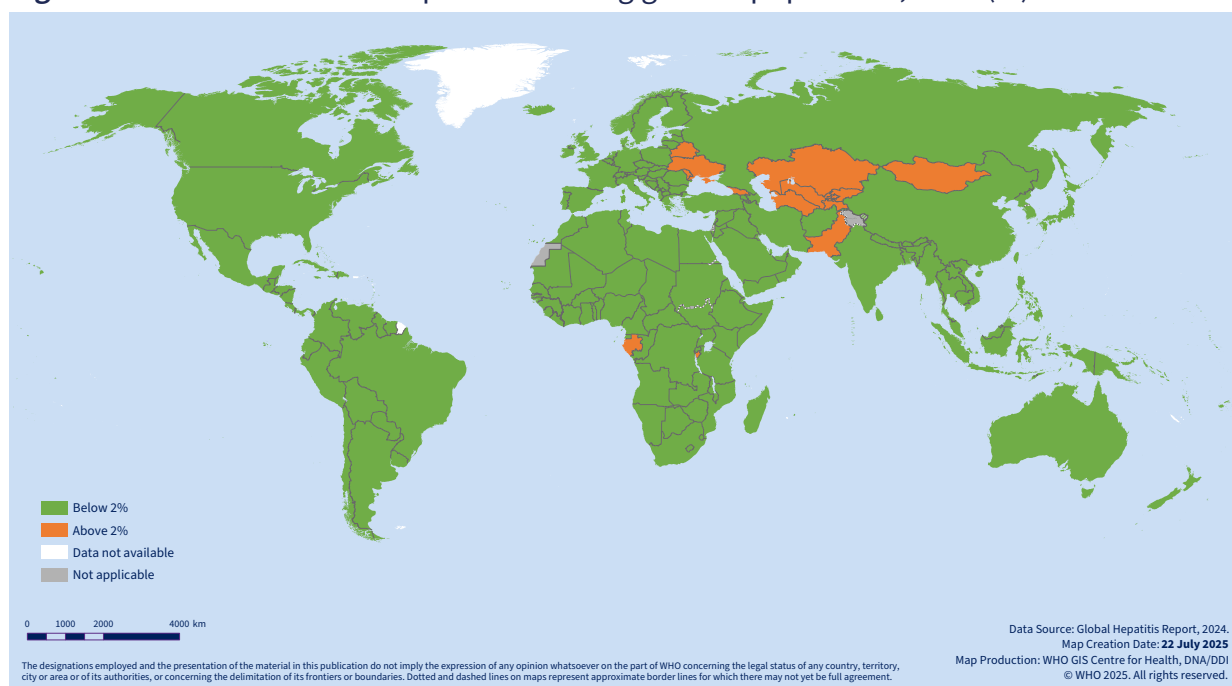 Below 2%
Above 2%
Data not available
Not applicable
0 1000 2000 4000 km
Data Source: Global Hepatitis Report, 2024.
Map Creation Date: 22 July 2025
Map Production: WHO GIS Centre for Health, DNA/DDI
© WHO 2025. All rights reserved.
The designations employed and the presentation of the material in this publication do not imply the expression of any opinion whatsoever on the part of WHO concerning the legal status of any country, territory,
city or area or of its authorities, or concerning the delimitation of its frontiers or boundaries. Dotted and dashed lines on maps represent approximate border lines for which there may not yet be full agreement.